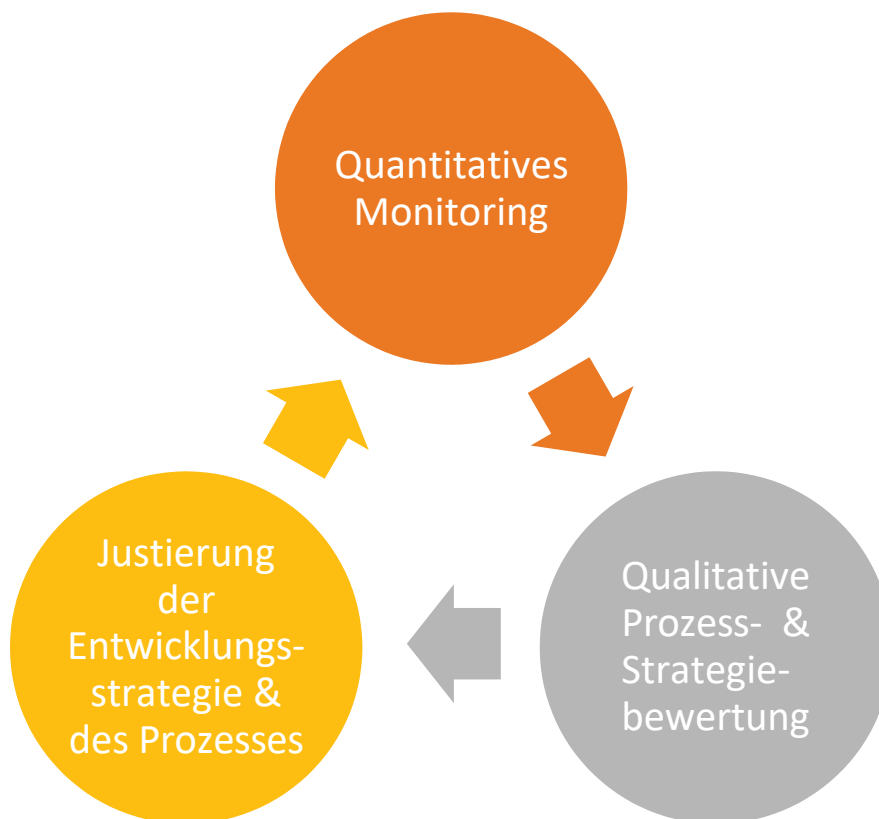 Quantitatives
Monitoring
Qualitative
Prozess- &
Strategie-
bewertung
Justierung
der
Entwicklungs-
strategie &
des Prozesses